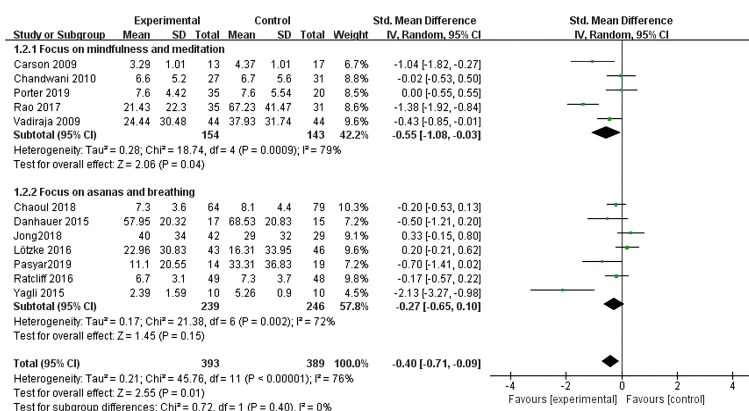 Experimental Control Std. Mean Difference Std. Mean Difference
Study or Subgroup Mean SD Total Mean SD Total Weight IV, Random, 95% CI IV, Random, 95% CI
1.2.1 Focus on mindfulness and meditation
Carson 2009 3.29 1.01 13 4.37 1.01 17 6.7% -1.04 [-1.82, -0.27]
Chandwani 2010 6.6 5.2 27 6.7 5.6 31 8.8% -0.02 [-0.53, 0.50]
Porter 2019 7.6 4.42 35 7.6 5.54 20 8.5% 0.00 [-0.55, 0.55]
Rao 2017 21.43 22.3 35 67.23 41.47 31 8.5% -1.38 [-1.92, -0.84]
Vadiraja 2009 24.44 30.48 44 37.93 31.74 44 9.6% -0.43 [-0.85, -0.01]
Subtotal (95% CI) 154 143 42.2% -0.55 [-1.08, -0.03]
Heterogeneity: Tau² = 0.28; Chi² = 18.74, df = 4 (P = 0.0009); I² = 79%
Test for overall effect: Z = 2.06 (P = 0.04)
1.2.2 Focus on asanas and breathing
Chaoul 2018 7.3 3.6 64 8.1 4.4 79 10.3% -0.20 [-0.53, 0.13]
Danhauer 2015 57.95 20.32 17 68.53 20.83 15 7.2% -0.50 [-1.21, 0.20]
Jong2018 40 34 42 29 32 29 9.1% 0.33 [-0.15, 0.80]
Lötzke 2016 22.96 30.83 43 16.31 33.95 46 9.6% 0.20 [-0.21, 0.62]
Pasyar2019 11.1 20.55 14 33.31 36.83 19 7.2% -0.70 [-1.41, 0.02]
Ratcliff 2016 6.7 3.1 49 7.3 3.7 48 9.8% -0.17 [-0.57, 0.22]
Yagli 2015 2.39 1.59 10 5.26 0.9 10 4.6% -2.13 [-3.27, -0.98]
Subtotal (95% CI) 239 246 57.8% -0.27 [-0.65, 0.10]
Heterogeneity: Tau² = 0.17; Chi² = 21.38, df = 6 (P = 0.002); I² = 72%
Test for overall effect: Z = 1.45 (P = 0.15)
Total (95% CI) 393 389 100.0% -0.40 [-0.71, -0.09]
Heterogeneity: Tau² = 0.21; Chi² = 45.76, df = 11 (P < 0.00001); I² = 76%
Test for overall effect: Z = 2.55 (P = 0.01)
Test for subgroup differences: Chi² = 0.72, df = 1 (P = 0.40), I² = 0%
-4 -2 0 2 4
Favours [experimental] Favours [control]